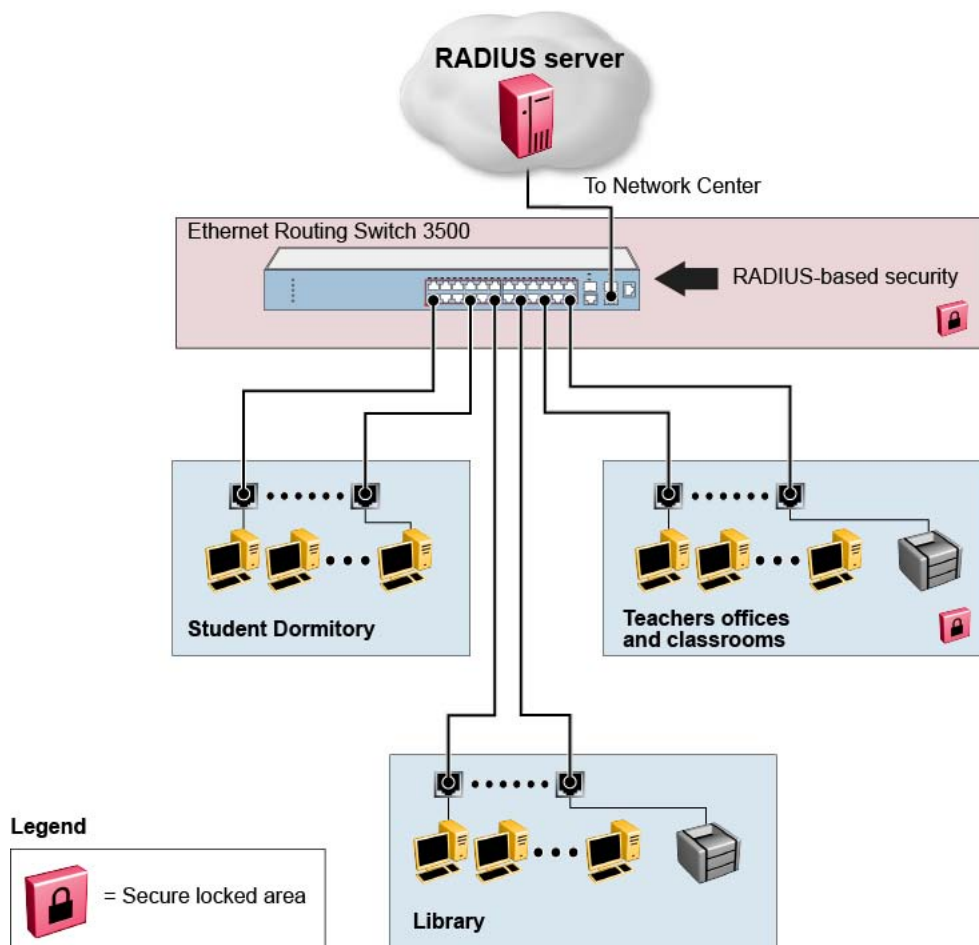 RADIUS server
To Network Center
Ethernet Routing Switch 3500
RADIUS-based security
Student Dormitory
Teachers offices
and classrooms
Library
Legend
= Secure locked area